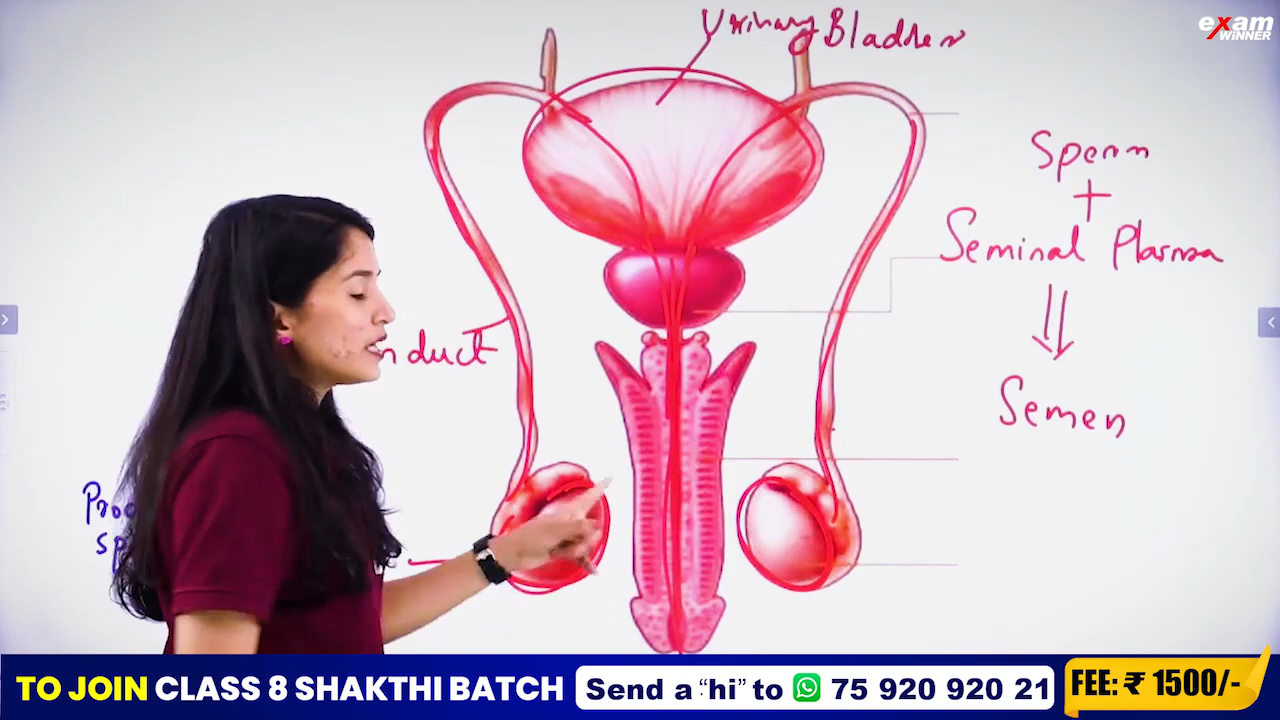 Urinary Bladder
exam
WiNNER
Sperm
+
Seminal Plasma
Semen
duct
TO JOIN CLASS 8 SHAKTHI BATCH
Send a “hi” to 75 920 920 21
FEE: ₹ 1500/-